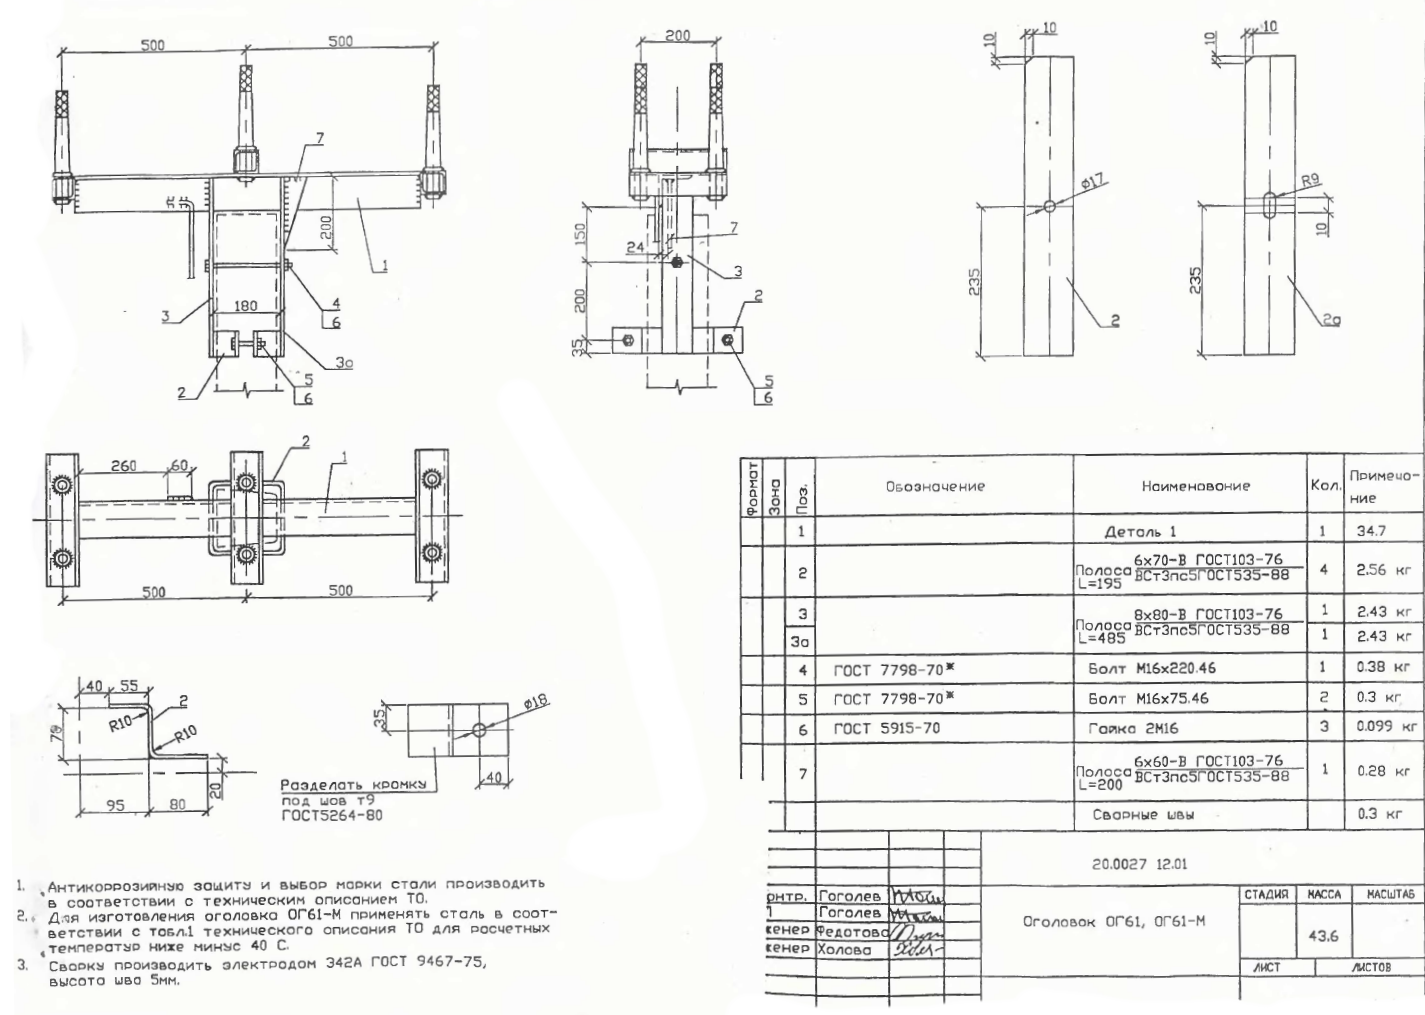 500
500
7
200
1
180
3
4
6
3а
2
5
6
200
150
24
7
3
200
2
35
5
6
10
10
ø17
235
2
10
10
R9
10
235
2а
260
60
2
1
500
500
40
55
2
R10
R10
70
95
80
20
35
ø18
40
Разделать кромку
под шов т9
ГОСТ5264-80
1. Антикоррозийную защиту и выбор марки стали производить
в соответствии с техническим описанием ТО.
2. Для изготовления оголовка ОГ61-М применять сталь в соот-
ветствии с табл.1 технического описания ТО для расчетных
температур ниже минус 40 С.
3. Сварку производить электродом Э42А ГОСТ 9467-75,
высота шва 5мм.
Формат Зона Поз. Обозначение Наименование Кол. Примеча-
ние
1 Деталь 1 1 34.7
2 Полоса 6х70-В ГОСТ103-76 4 2.56 кг
ВСт3пс5ГОСТ535-88
L=195
3 Полоса 8х80-В ГОСТ103-76 1 2.43 кг
ВСт3пс5ГОСТ535-88
3а L=485 1 2.43 кг
4 ГОСТ 7798-70* Болт М16х220.46 1 0.38 кг
5 ГОСТ 7798-70* Болт М16х75.46 2 0.3 кг
6 ГОСТ 5915-70 Гайка 2М16 3 0.099 кг
7 Полоса 6х60-В ГОСТ103-76 1 0.28 кг
ВСт3пс5ГОСТ535-88
L=200
Сварные швы 0.3 кг
20.0027 12.01
онтр. Гоголев
П Гоголев
женер Федотова
женер Холова
Оголовок ОГ61, ОГ61-М
СТАДИЯ МАССА МАСШТАБ
43.6
ЛИСТ ЛИСТОВ